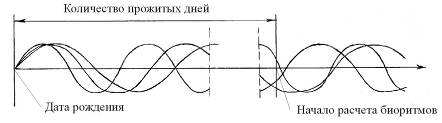 Количество прожитых дней
Дата рождения
Начало расчета биоритмов